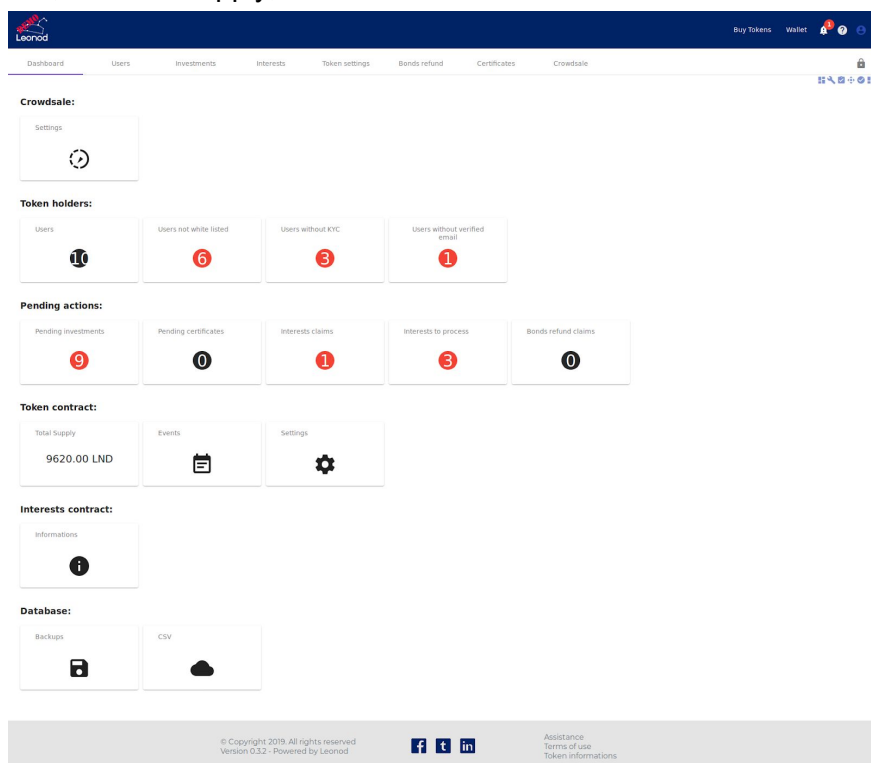 Leonod
Buy Tokens Wallet 1 ?
Dashboard Users Investments Interests Token settings Bonds refund Certificates Crowdsale
Crowdsale:
Settings
Token holders:
Users Users not white listed Users without KYC Users without verified
email
10 6 3 1
Pending actions:
Pending investments Pending certificates Interests claims Interests to process Bonds refund claims
9 0 1 3 0
Token contract:
Total Supply Events Settings
9620.00 LND
Interests contract:
Informations
Database:
Backups CSV
© Copyright 2019. All rights reserved
Version 0.3.2 - Powered by Leonod
f t in
Assistance
Terms of use
Token informations